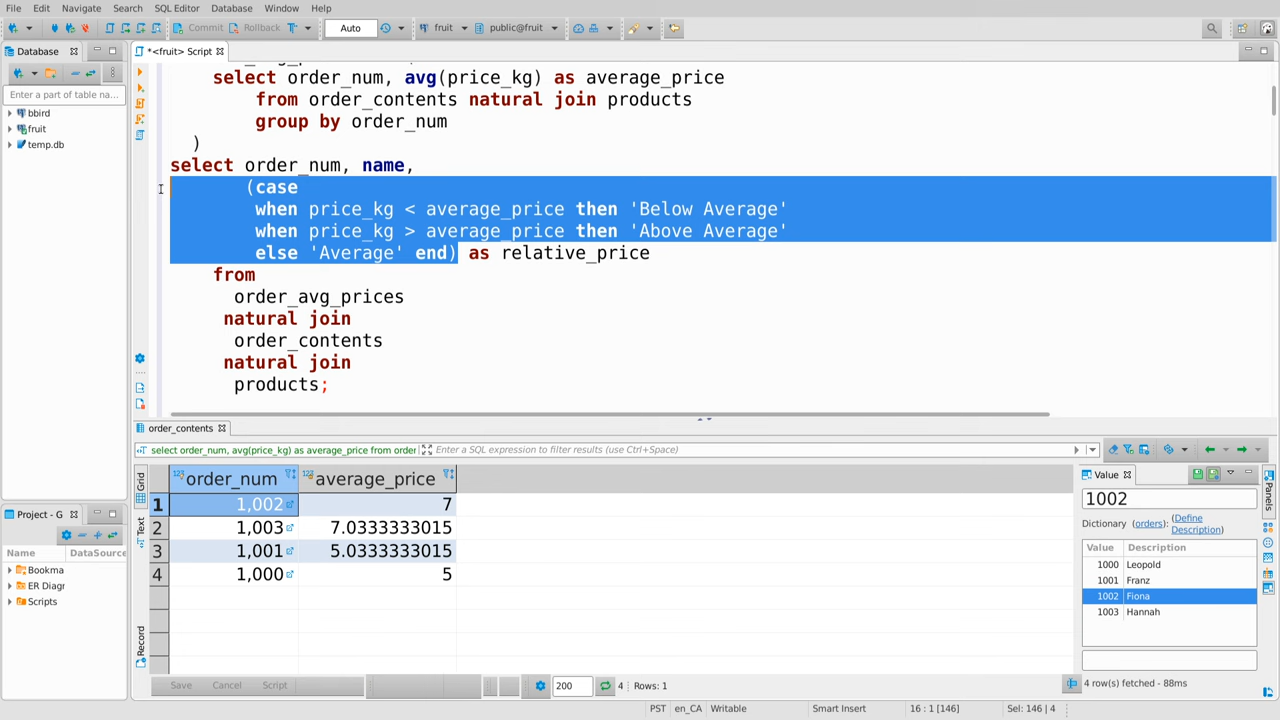 File Edit Navigate Search SQL Editor Database Window Help
Commit Rollback Auto fruit public@fruit
Database *<fruit> Script
select order_num, avg(price_kg) as average_price
Enter a part of table na...
from order_contents natural join products
bbird
group by order_num
fruit
temp.db
)
select order_num, name,
(case
when price_kg < average_price then 'Below Average'
when price_kg > average_price then 'Above Average'
else 'Average' end) as relative_price
from
order_avg_prices
natural join
order_contents
natural join
products;
order_contents
select order_num, avg(price_kg) as average_price from order Enter a SQL expression to filter results (use Ctrl+Space)
Grid
Text
Record
order_num average_price
1 1,002 7
2 1,003 7.0333333015
3 1,001 5.0333333015
4 1,000 5
Value
1002
Dictionary (orders): (Define
Description)
Value Description
1000 Leopold
1001 Franz
1002 Fiona
1003 Hannah
Panels
Project - G
Name DataSource
Bookma
ER Diagr
Scripts
Save Cancel Script 200 4 Rows: 1 4 row(s) fetched - 88ms
PST en_CA Writable Smart Insert 16 : 1 [146] Sel: 146 | 4